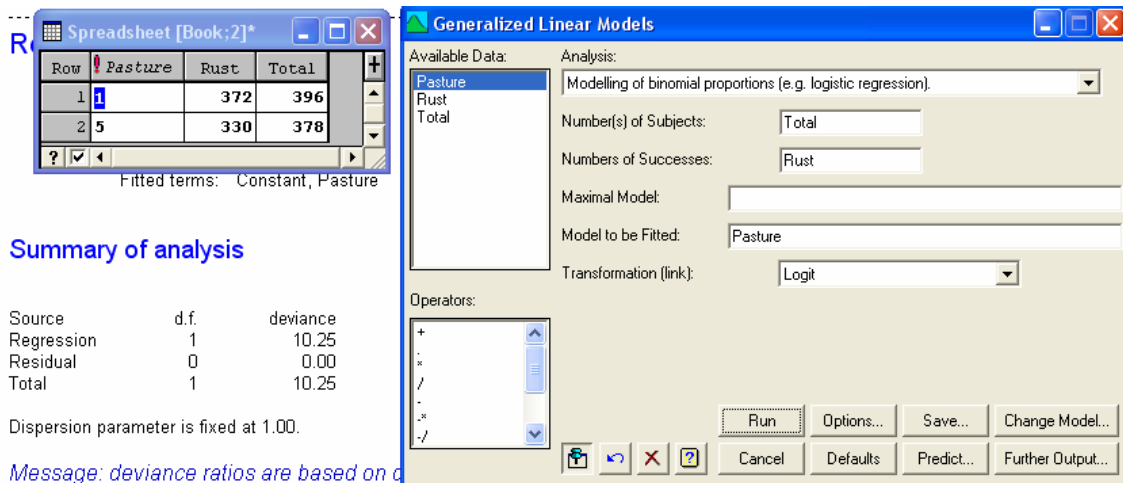 Re
Spreadsheet [Book;2]*
Row ! Pasture Rust Total +
1 1 372 396
2 5 330 378
?
Fitted terms: Constant, Pasture
Summary of analysis
Source d.f. deviance
Regression 1 10.25
Residual 0 0.00
Total 1 10.25
Dispersion parameter is fixed at 1.00.
Message: deviance ratios are based on
Generalized Linear Models
Available Data:
Pasture
Rust
Total
Analysis:
Modelling of binomial proportions (e.g. logistic regression).
Number(s) of Subjects: Total
Numbers of Successes: Rust
Maximal Model:
Model to be Fitted: Pasture
Transformation (link): Logit
Operators:
+
.
*
/
-
-*
-/
Run Options... Save... Change Model...
Cancel Defaults Predict... Further Output...